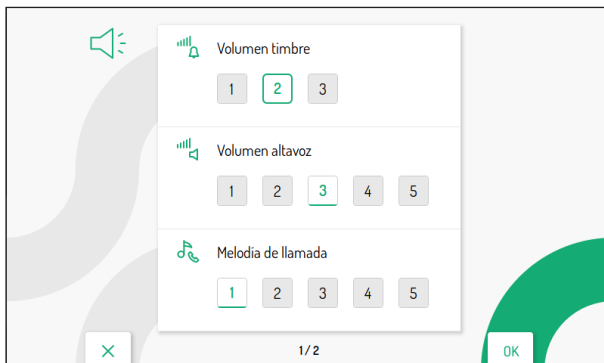 Volumen timbre
1 2 3
Volumen altavoz
1 2 3 4 5
Melodía de llamada
1 2 3 4 5
1 / 2
OK